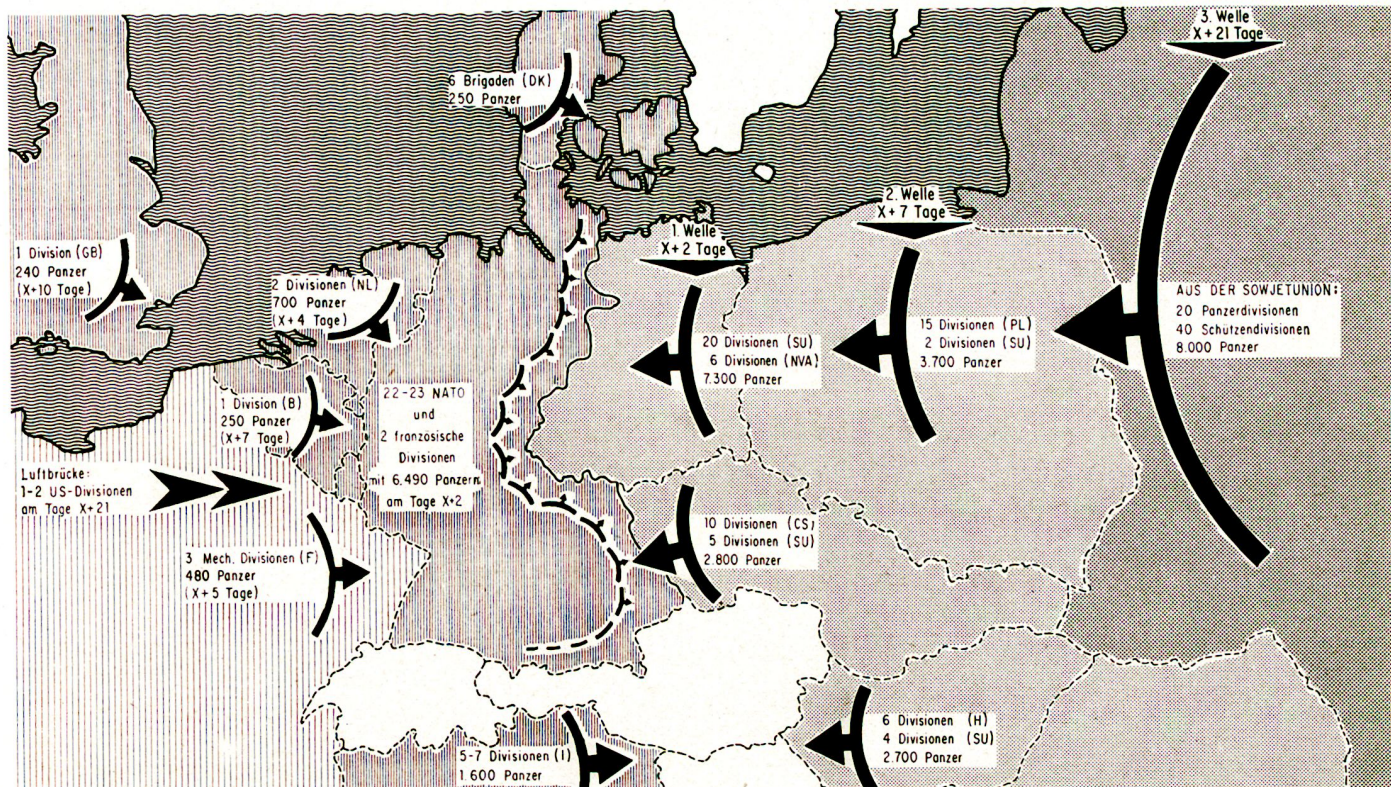 3. Welle
X + 21 Tage
6 Brigaden (DK)
250 Panzer
2. Welle
X + 7 Tage
1. Welle
X + 2 Tage
1 Division (GB)
240 Panzer
(X+10 Tage)
2 Divisionen (NL)
700 Panzer
(X+4 Tage)
AUS DER SOWJETUNION:
20 Panzerdivisionen
40 Schützendivisionen
8.000 Panzer
15 Divisionen (PL)
2 Divisionen (SU)
3.700 Panzer
20 Divisionen (SU)
6 Divisionen (NVA)
7.300 Panzer
22-23 NATO
und
2 französische
Divisionen
mit 6.490 Panzern
am Tage X+2
1 Division (B)
250 Panzer
(X+7 Tage)
Luftbrücke:
1-2 US-Divisionen
am Tage X+21
10 Divisionen (CS)
5 Divisionen (SU)
2.800 Panzer
3 Mech. Divisionen (F)
480 Panzer
(X+5 Tage)
6 Divisionen (H)
4 Divisionen (SU)
2.700 Panzer
5-7 Divisionen (I)
1.600 Panzer